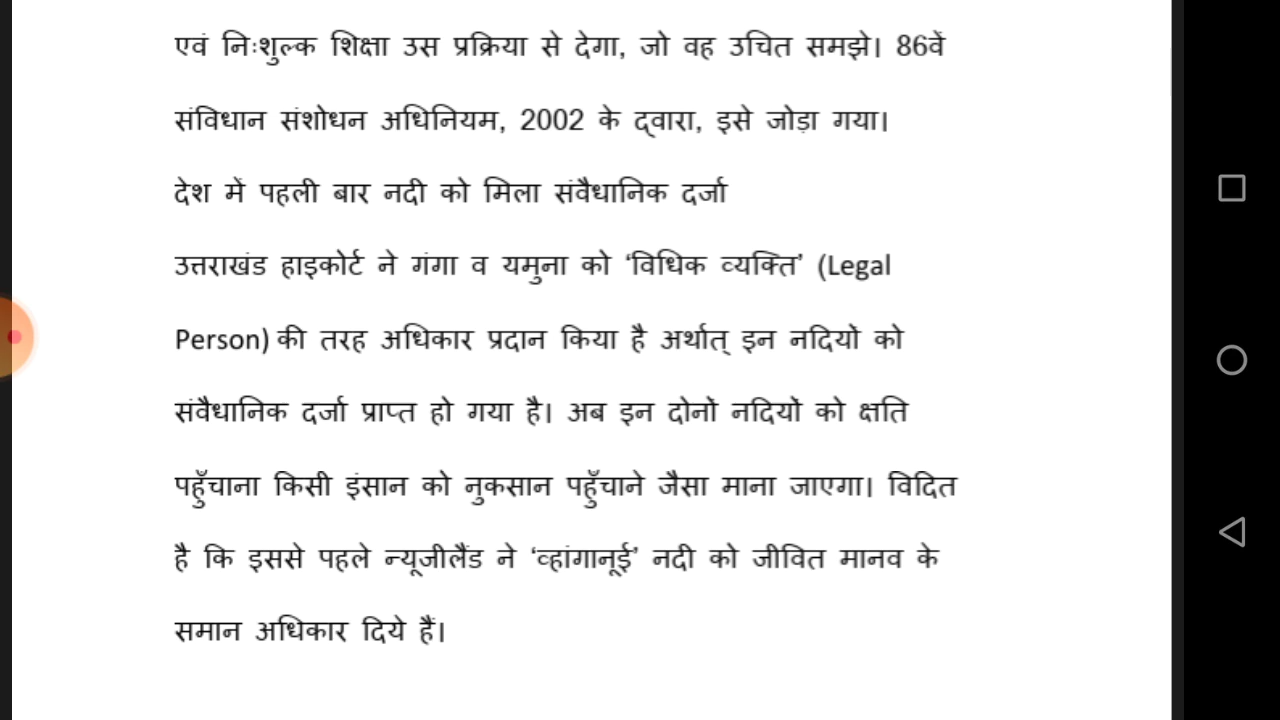 एवं निःशुल्क शिक्षा उस प्रक्रिया से देगा, जो वह उचित समझे। 86वें
संविधान संशोधन अधिनियम, 2002 के द्वारा, इसे जोड़ा गया।
देश में पहली बार नदी को मिला संवैधानिक दर्जा
उत्तराखंड हाइकोर्ट ने गंगा व यमुना को ‘विधिक व्यक्ति’ (Legal
Person) की तरह अधिकार प्रदान किया है अर्थात् इन नदियों को
संवैधानिक दर्जा प्राप्त हो गया है। अब इन दोनों नदियों को क्षति
पहुँचाना किसी इंसान को नुकसान पहुँचाने जैसा माना जाएगा। विदित
है कि इससे पहले न्यूजीलैंड ने ‘व्हांगानूई’ नदी को जीवित मानव के
समान अधिकार दिये हैं।